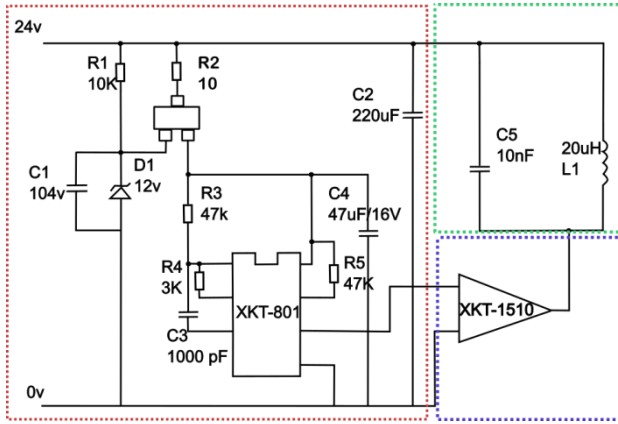 24v
R1
10K
R2
10
C2
220uF
C5
10nF
20uH
L1
C1
104v
D1
12v
R3
47k
C4
47uF/16V
R4
3K
R5
47K
XKT-801
XKT-1510
C3
1000 pF
0v